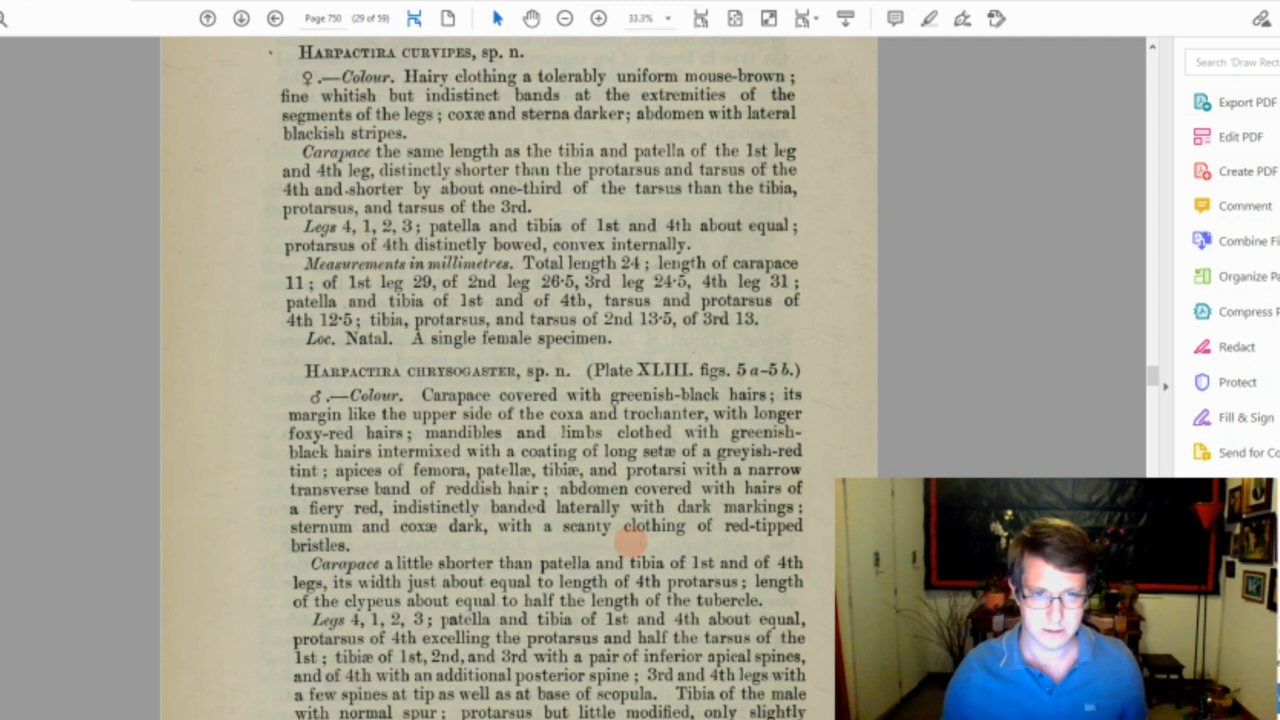 Page 750 (29 of 59) 33.3%
Search 'Draw Rect
Export PDF
Edit PDF
Create PDF
Comment
Combine Fi
Organize Pa
Compress P
Redact
Protect
Fill & Sign
Send for Co
HARPACTIRA CURVIPES, sp. n.
♀.—Colour. Hairy clothing a tolerably uniform mouse-brown;
fine whitish but indistinct bands at the extremities of the
segments of the legs; coxæ and sterna darker; abdomen with lateral
blackish stripes.
Carapace the same length as the tibia and patella of the 1st leg
and 4th leg, distinctly shorter than the protarsus and tarsus of the
4th and shorter by about one-third of the tarsus than the tibia,
protarsus, and tarsus of the 3rd.
Legs 4, 1, 2, 3; patella and tibia of 1st and 4th about equal;
protarsus of 4th distinctly bowed, convex internally.
Measurements in millimetres. Total length 24; length of carapace
11; of 1st leg 29, of 2nd leg 26·5, 3rd leg 24·5, 4th leg 31;
patella and tibia of 1st and of 4th, tarsus and protarsus of
4th 12·5; tibia, protarsus, and tarsus of 2nd 13·5, of 3rd 13.
Loc. Natal. A single female specimen.
HARPACTIRA CHRYSOGASTER, sp. n. (Plate XLIII. figs. 5 a–5 b.)
♂.—Colour. Carapace covered with greenish-black hairs; its
margin like the upper side of the coxa and trochanter, with longer
foxy-red hairs; mandibles and limbs clothed with greenish-
black hairs intermixed with a coating of long setæ of a greyish-red
tint; apices of femora, patellæ, tibiæ, and protarsi with a narrow
transverse band of reddish hair; abdomen covered with hairs of
a fiery red, indistinctly banded laterally with dark markings;
sternum and coxæ dark, with a scanty clothing of red-tipped
bristles.
Carapace a little shorter than patella and tibia of 1st and of 4th
legs, its width just about equal to length of 4th protarsus; length
of the clypeus about equal to half the length of the tubercle.
Legs 4, 1, 2, 3; patella and tibia of 1st and 4th about equal,
protarsus of 4th excelling the protarsus and half the tarsus of the
1st; tibiæ of 1st, 2nd, and 3rd with a pair of inferior apical spines,
and of 4th with an additional posterior spine; 3rd and 4th legs with
a few spines at tip as well as at base of scopula. Tibia of the male
with normal spur; protarsus but little modified, only slightly